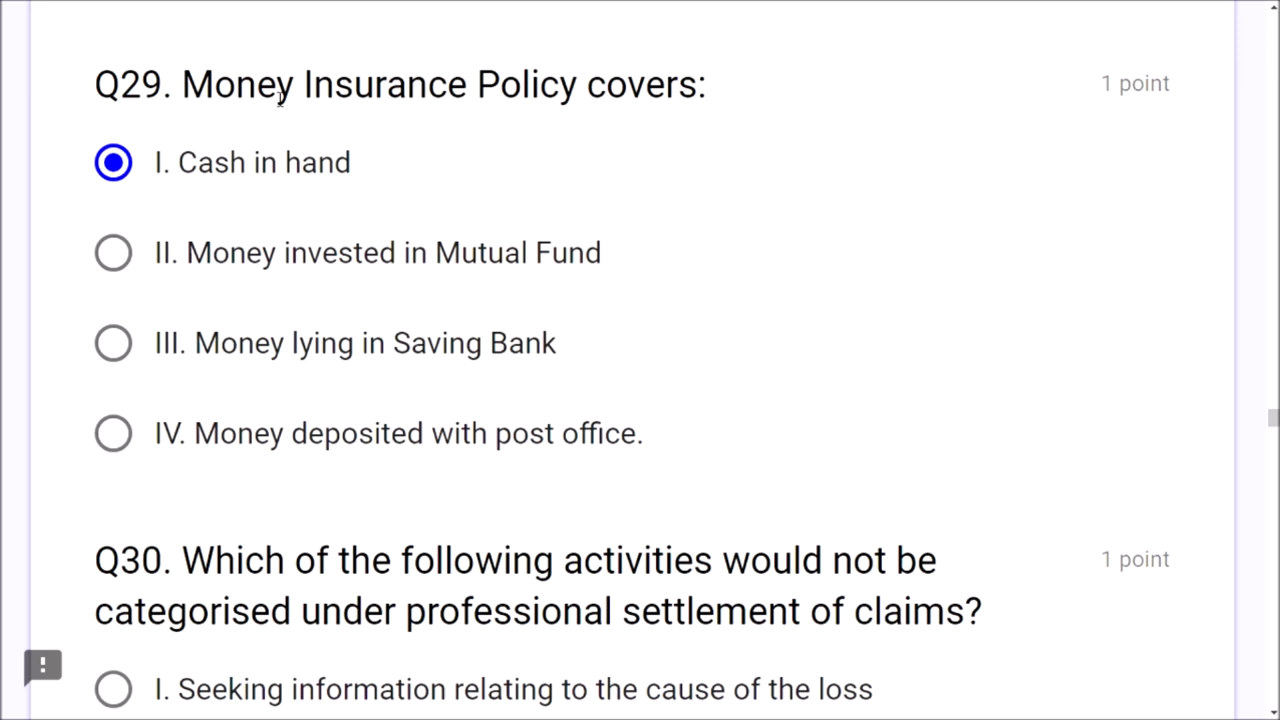 Q29. Money Insurance Policy covers:
1 point
I. Cash in hand
II. Money invested in Mutual Fund
III. Money lying in Saving Bank
IV. Money deposited with post office.
Q30. Which of the following activities would not be
1 point
categorised under professional settlement of claims?
I. Seeking information relating to the cause of the loss